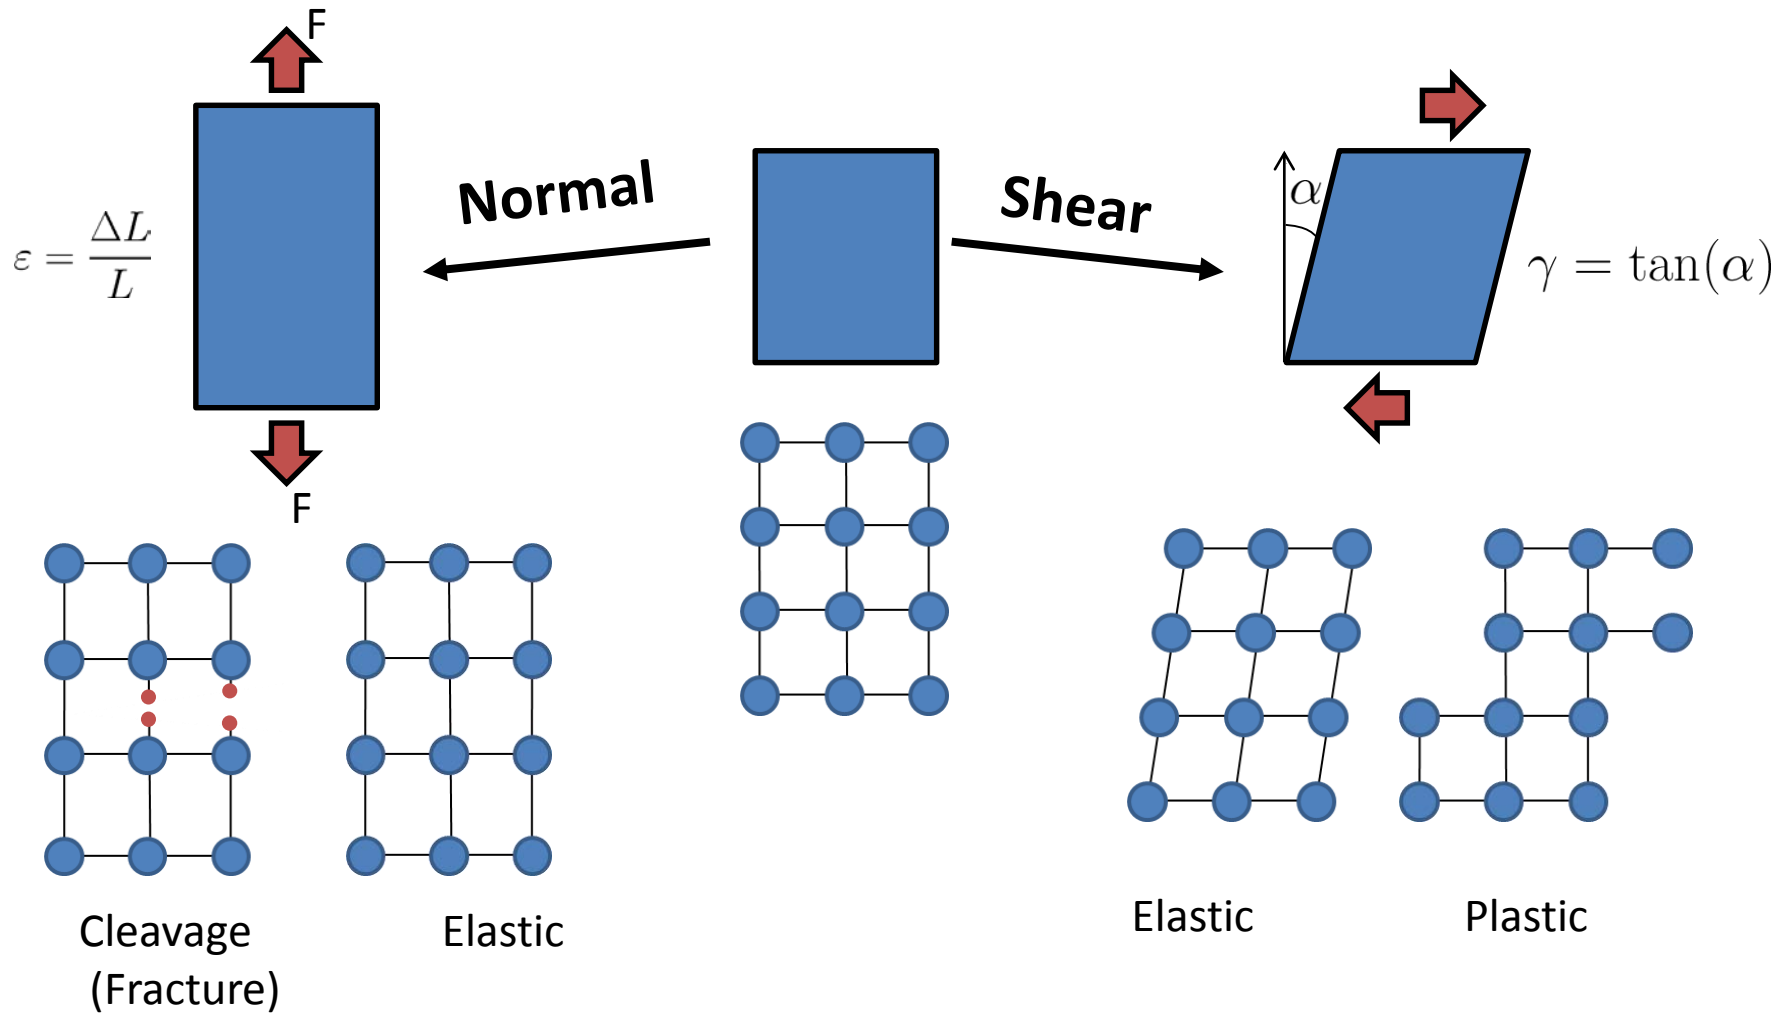 F
Normal
Shear
α
ε = ΔL/L
γ = tan(α)
F
Elastic
Plastic
Cleavage
(Fracture)
Elastic